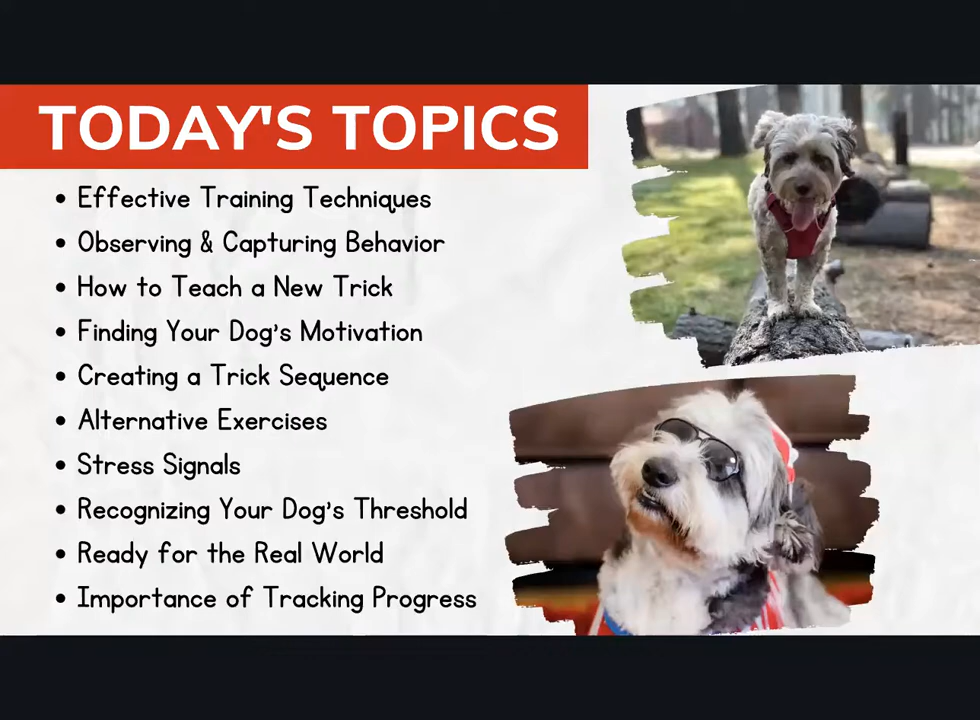 TODAY'S TOPICS
• Effective Training Techniques
• Observing & Capturing Behavior
• How to Teach a New Trick
• Finding Your Dog's Motivation
• Creating a Trick Sequence
• Alternative Exercises
• Stress Signals
• Recognizing Your Dog's Threshold
• Ready for the Real World
• Importance of Tracking Progress